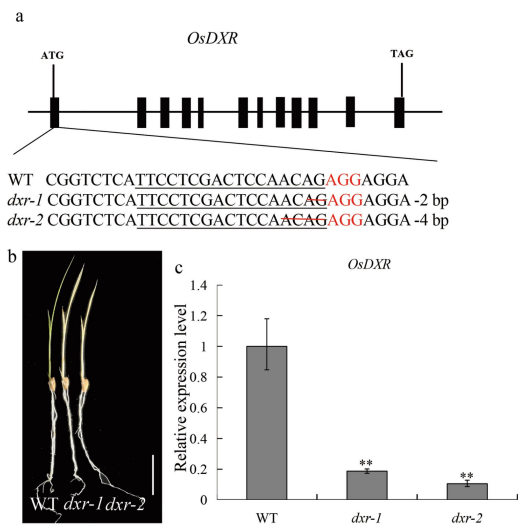 a
OsDXR
ATG
TAG
WT CGGTCTCATTCCTCGACTCCAACAGAGGAGGA
dxr-1 CGGTCTCATTCCTCGACTCCAACAGAGGAGGA -2 bp
dxr-2 CGGTCTCATTCCTCGACTCCAACAGAGGAGGA -4 bp
b
WT dxr-1 dxr-2
c
OsDXR
Relative expression level
1.4
1.2
1
0.8
0.6
0.4
0.2
0
**
**
WT
dxr-1
dxr-2